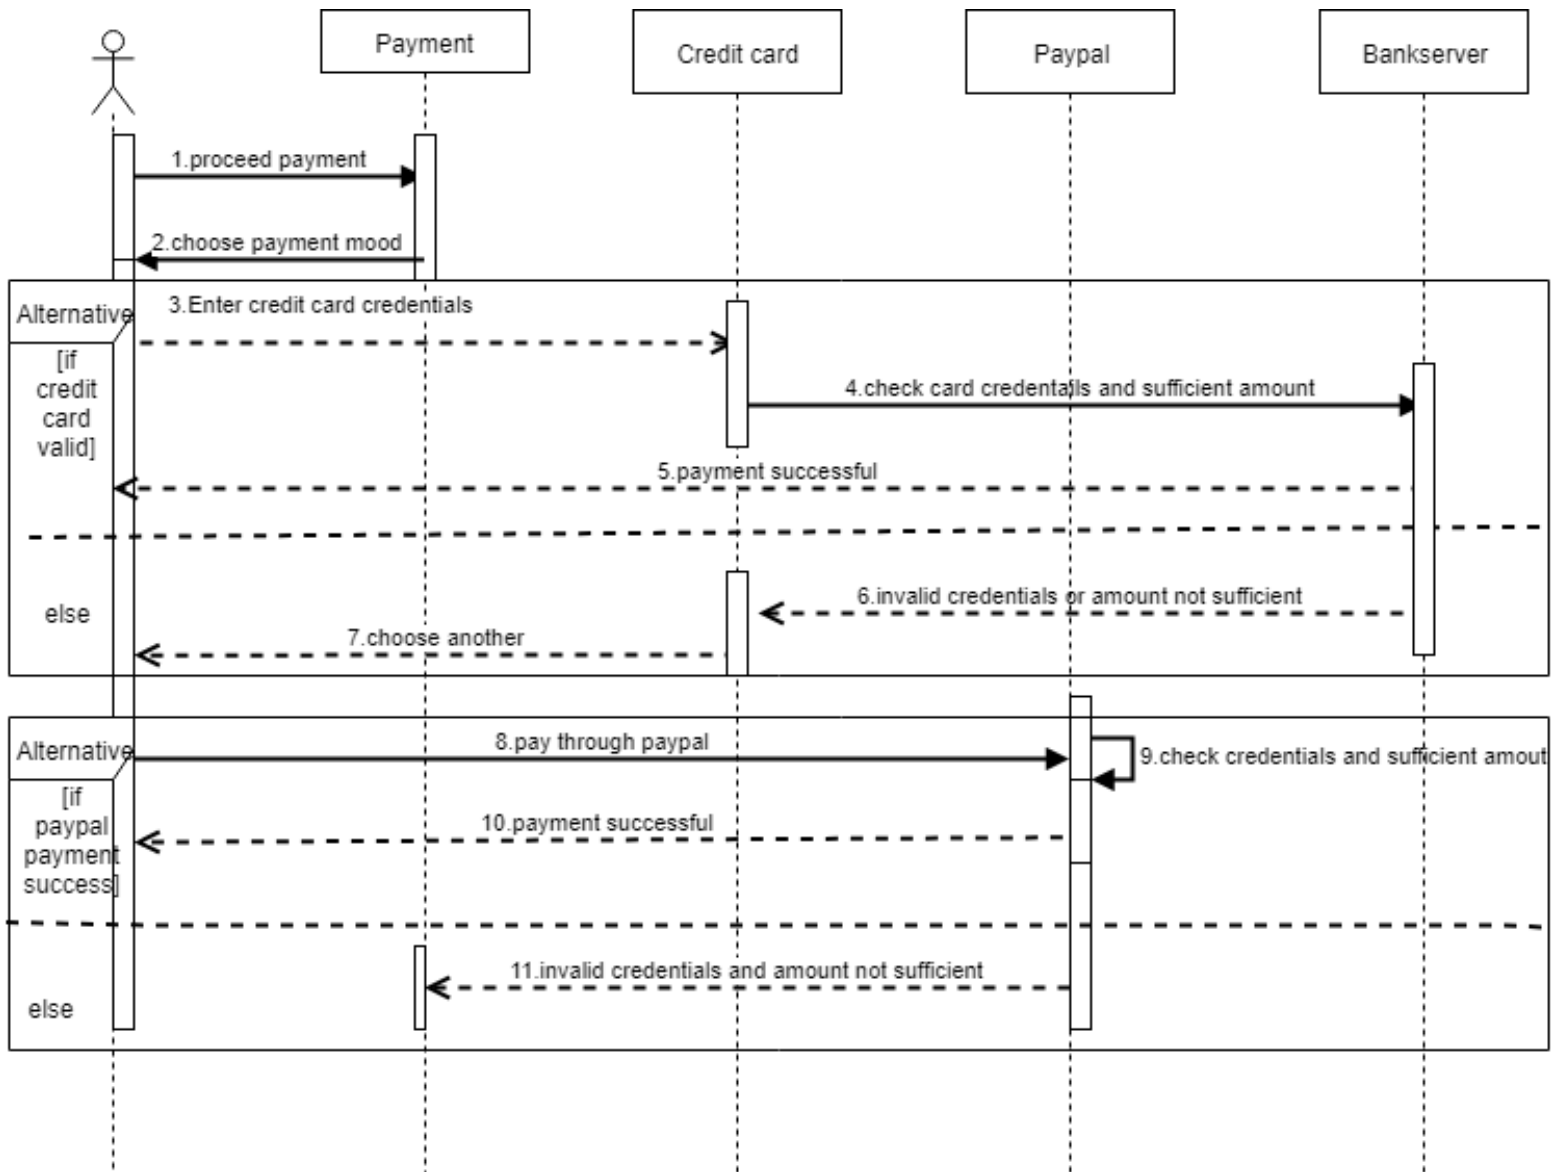 Payment
Credit card
Paypal
Bankserver
1.proceed payment
2.choose payment mood
Alternative
3.Enter credit card credentials
[if
credit
card
valid]
4.check card credentails and sufficient amount
5.payment successful
6.invalid credentials or amount not sufficient
else
7.choose another
Alternative
8.pay through paypal
9.check credentials and sufficient amout
[if
paypal
payment
success]
10.payment successful
11.invalid credentials and amount not sufficient
else